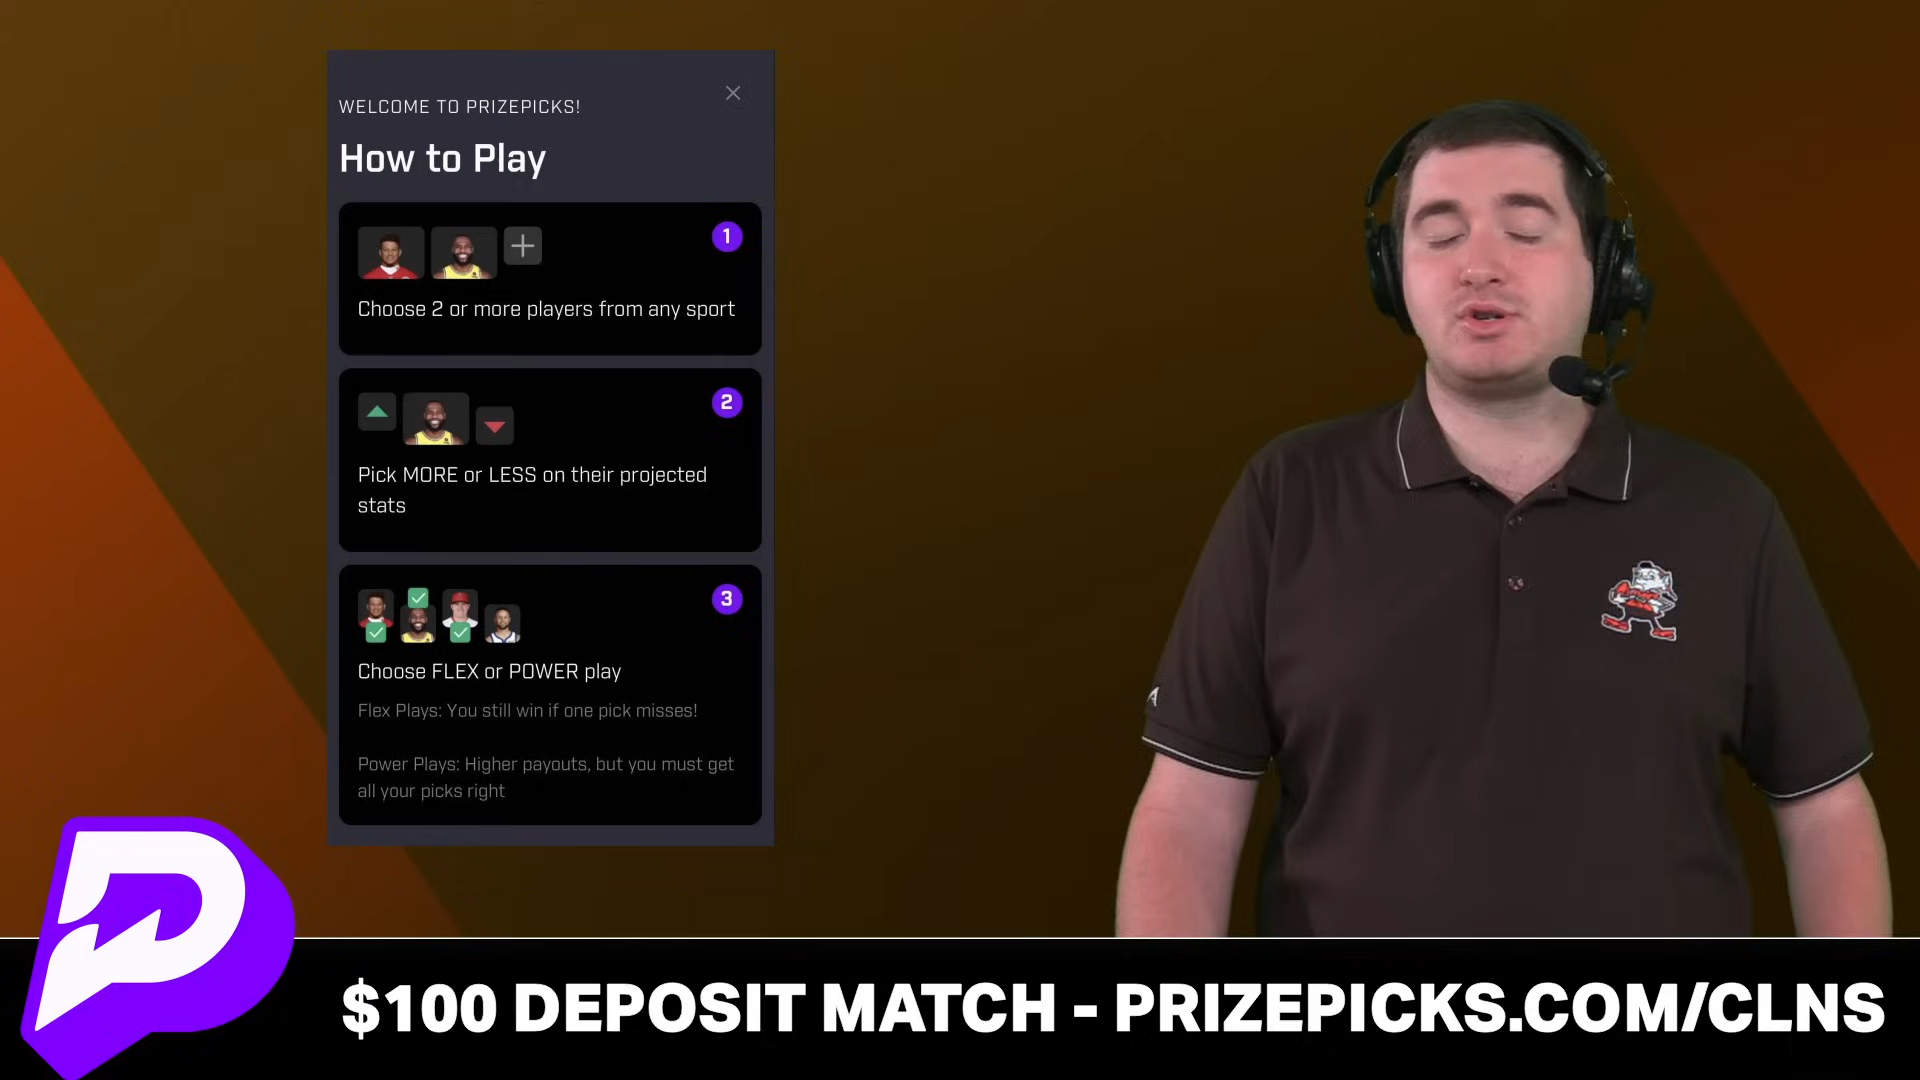 WELCOME TO PRIZEPICKS!
How to Play
1
Choose 2 or more players from any sport
2
Pick MORE or LESS on their projected
stats
3
Choose FLEX or POWER play
Flex Plays: You still win if one pick misses!
Power Plays: Higher payouts, but you must get
all your picks right
$100 DEPOSIT MATCH - PRIZEPICKS.COM/CLNS